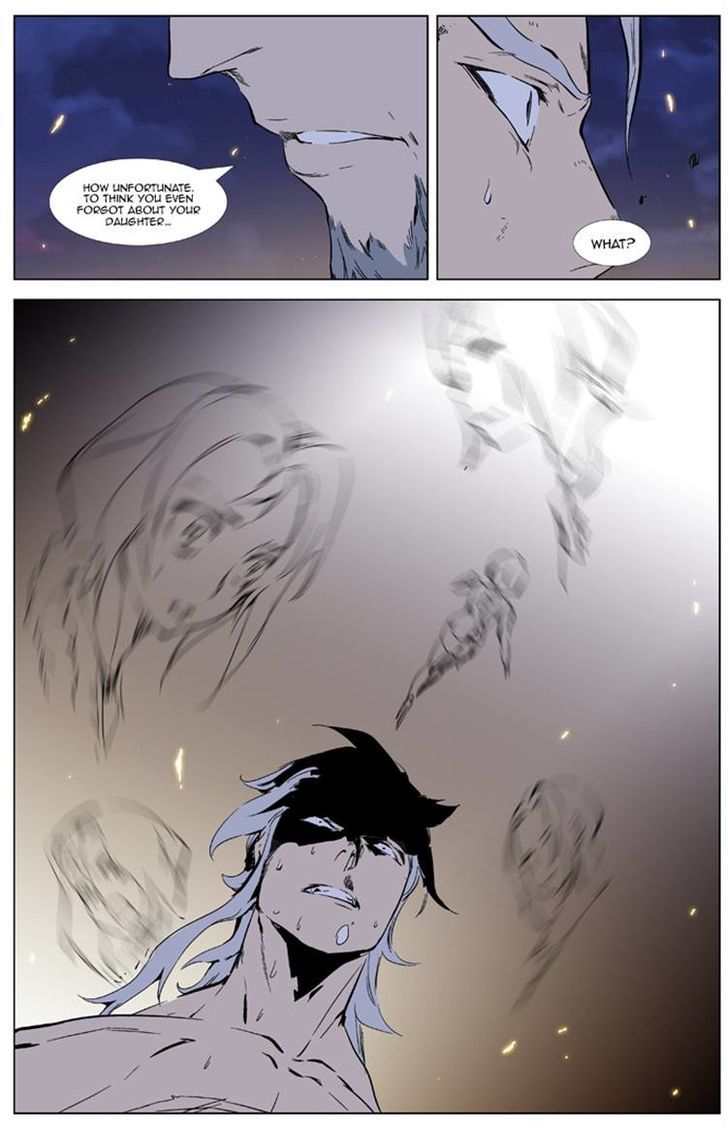 HOW UNFORTUNATE.
TO THINK YOU EVEN
FORGOT ABOUT YOUR
DAUGHTER...
WHAT?